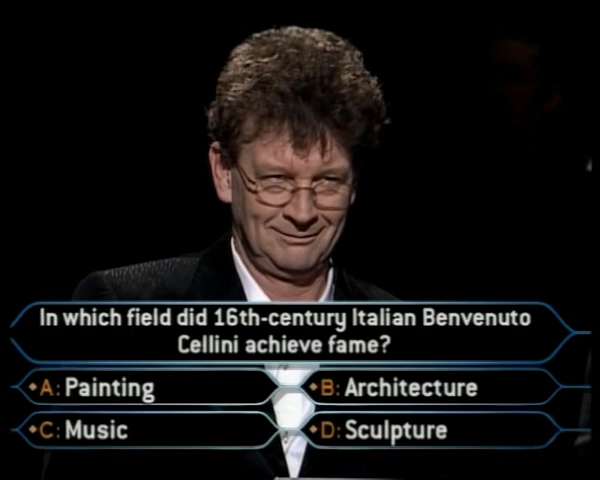 In which field did 16th-century Italian Benvenuto
Cellini achieve fame?
A: Painting
B: Architecture
C: Music
D: Sculpture